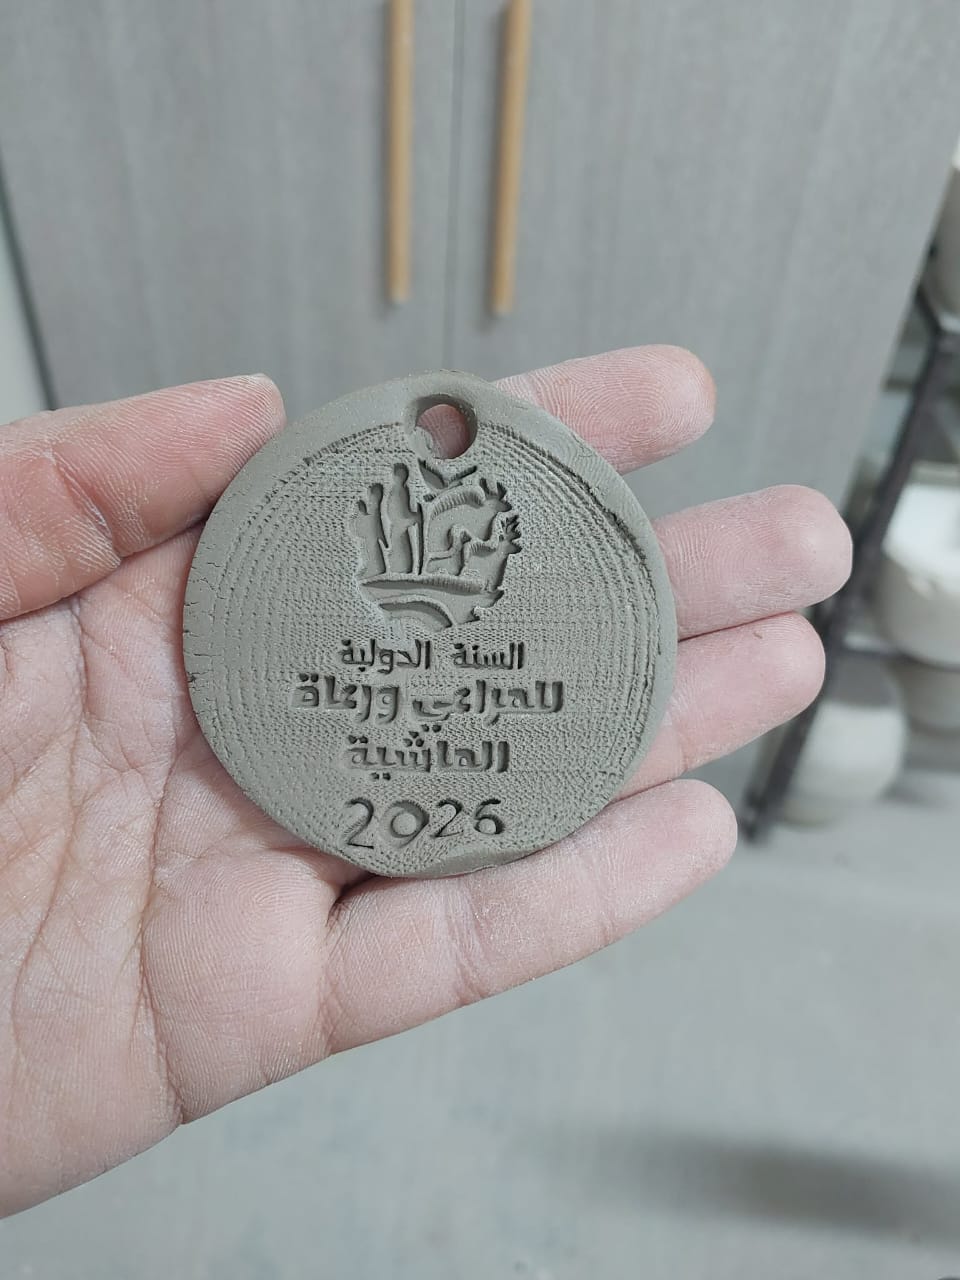 السنة الدولية
للمراعي ورعاة
الماشية
2026